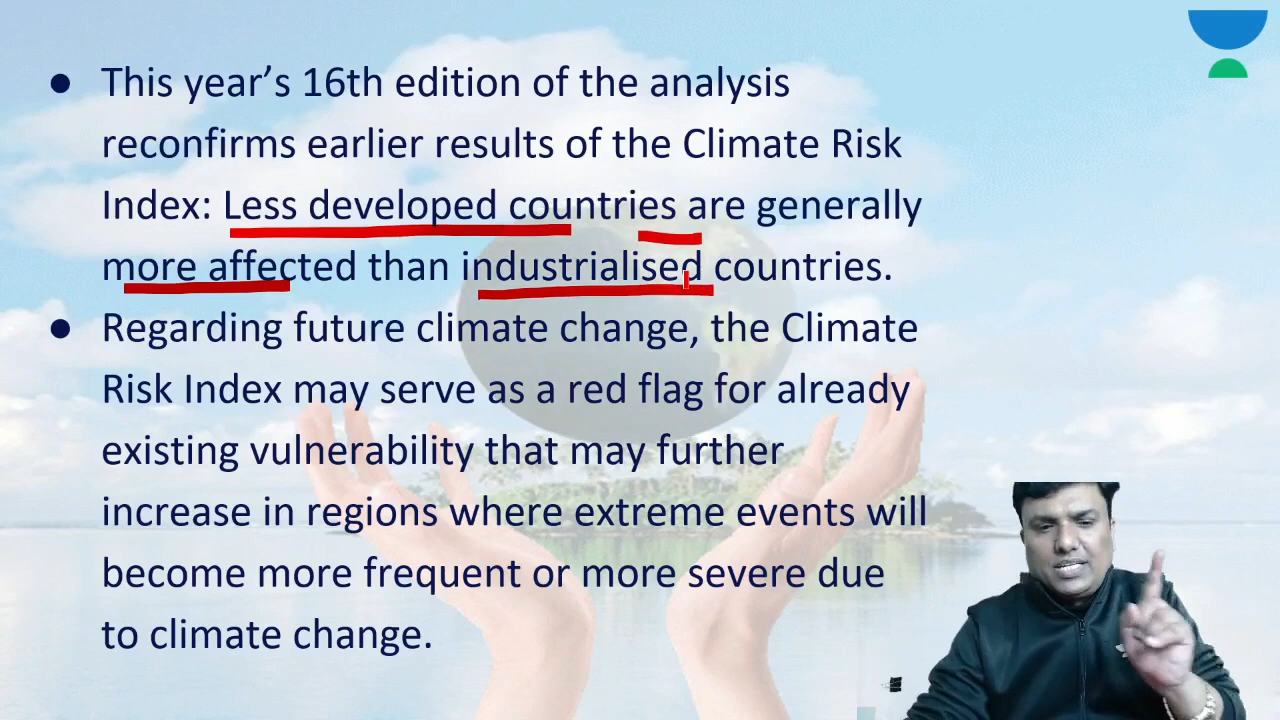 ● This year’s 16th edition of the analysis
reconfirms earlier results of the Climate Risk
Index: Less developed countries are generally
more affected than industrialised countries.
● Regarding future climate change, the Climate
Risk Index may serve as a red flag for already
existing vulnerability that may further
increase in regions where extreme events will
become more frequent or more severe due
to climate change.